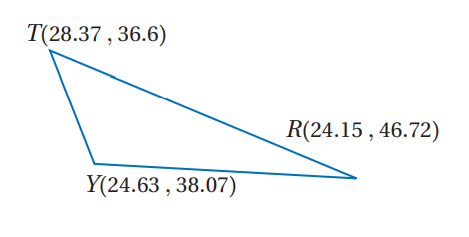 T(28.37 , 36.6)
R(24.15 , 46.72)
Y(24.63 , 38.07)